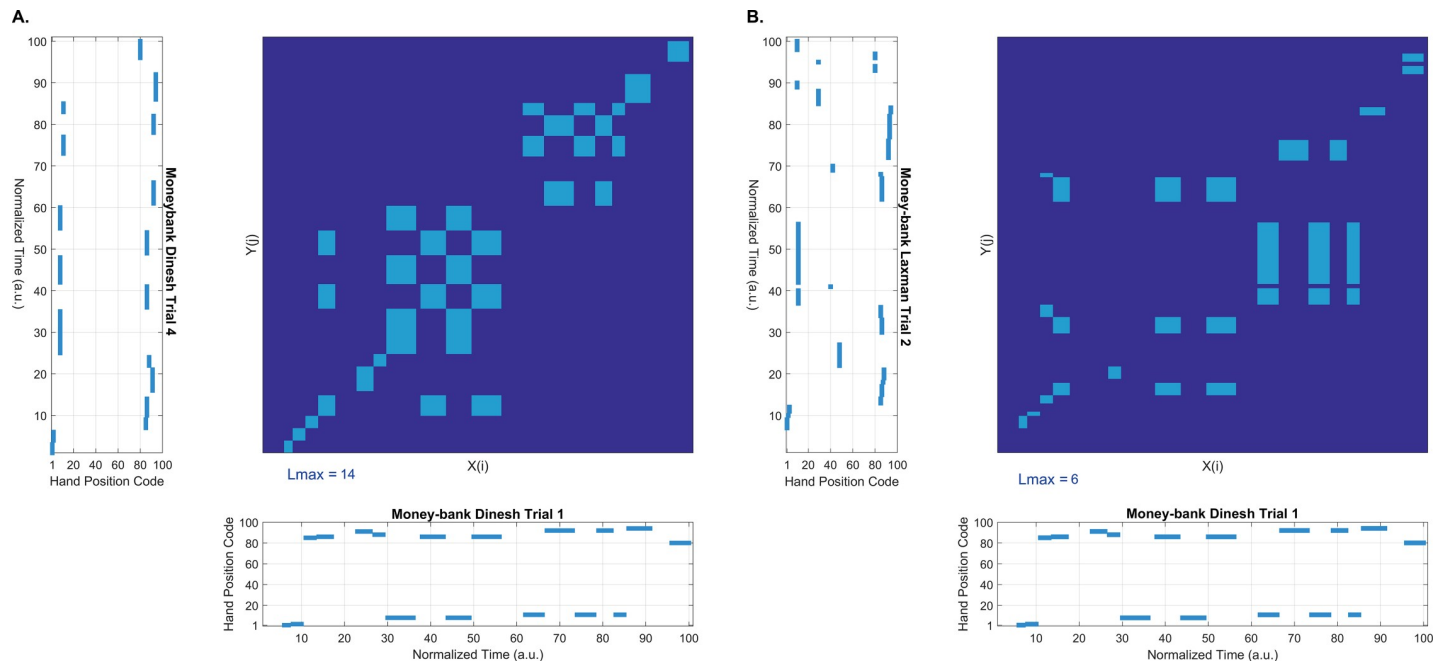 A.
100
90
80
70
60
50
40
30
20
10
Normalized Time (a.u.)
1 20 40 60 80 100
Hand Position Code
Moneybank Dinesh Trial 4
Y(j)
X(i)
Lmax = 14
Money-bank Dinesh Trial 1
100
80
60
40
20
1
Hand Position Code
10 20 30 40 50 60 70 80 90 100
Normalized Time (a.u.)
B.
100
90
80
70
60
50
40
30
20
10
Normalized Time (a.u.)
1 20 40 60 80 100
Hand Position Code
Money-bank Laxman Trial 2
Y(j)
X(i)
Lmax = 6
Money-bank Dinesh Trial 1
100
80
60
40
20
1
Hand Position Code
10 20 30 40 50 60 70 80 90 100
Normalized Time (a.u.)